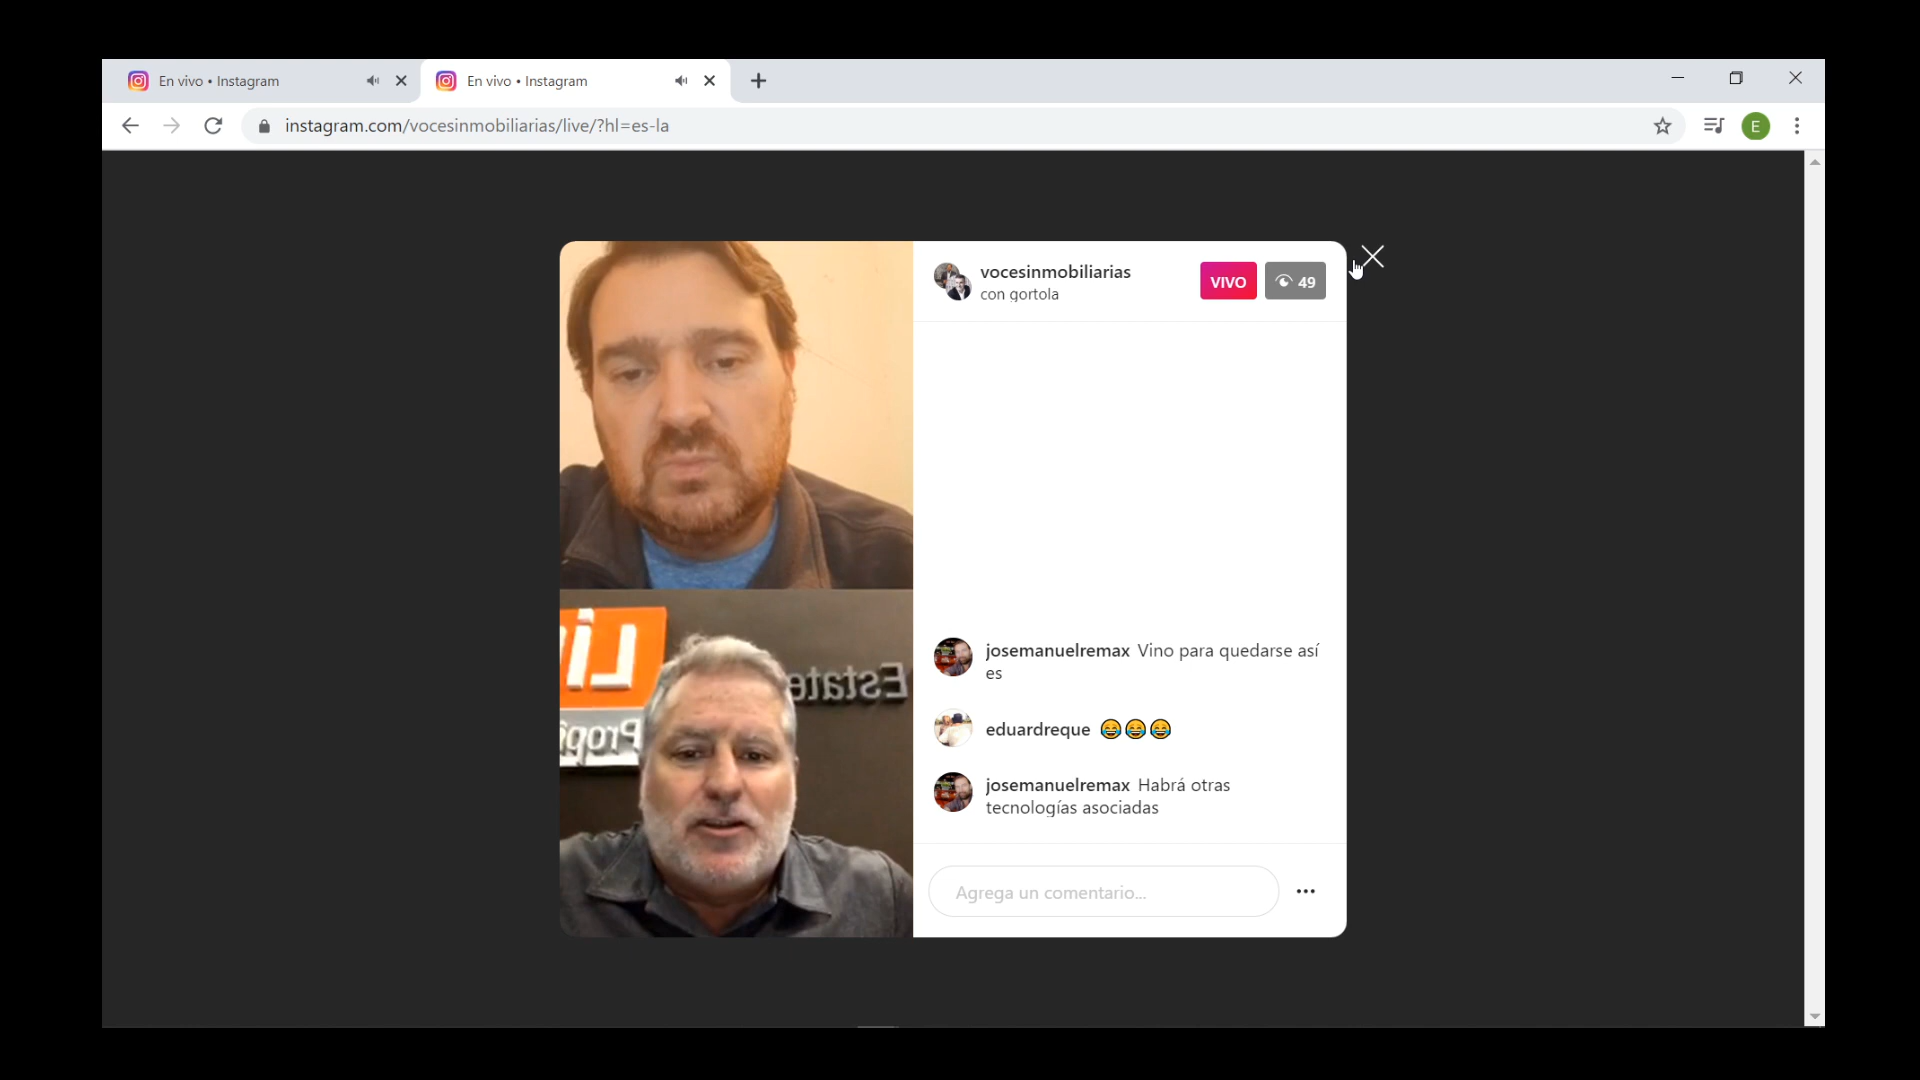 En vivo • Instagram
En vivo • Instagram
instagram.com/vocesinmobiliarias/live/?hl=es-la
E
vocesinmobiliarias
con gortola
VIVO
49
Estate
josemanuelremax Vino para quedarse así
es
eduardreque 😂😂😂
josemanuelremax Habrá otras
tecnologías asociadas
Agrega un comentario...